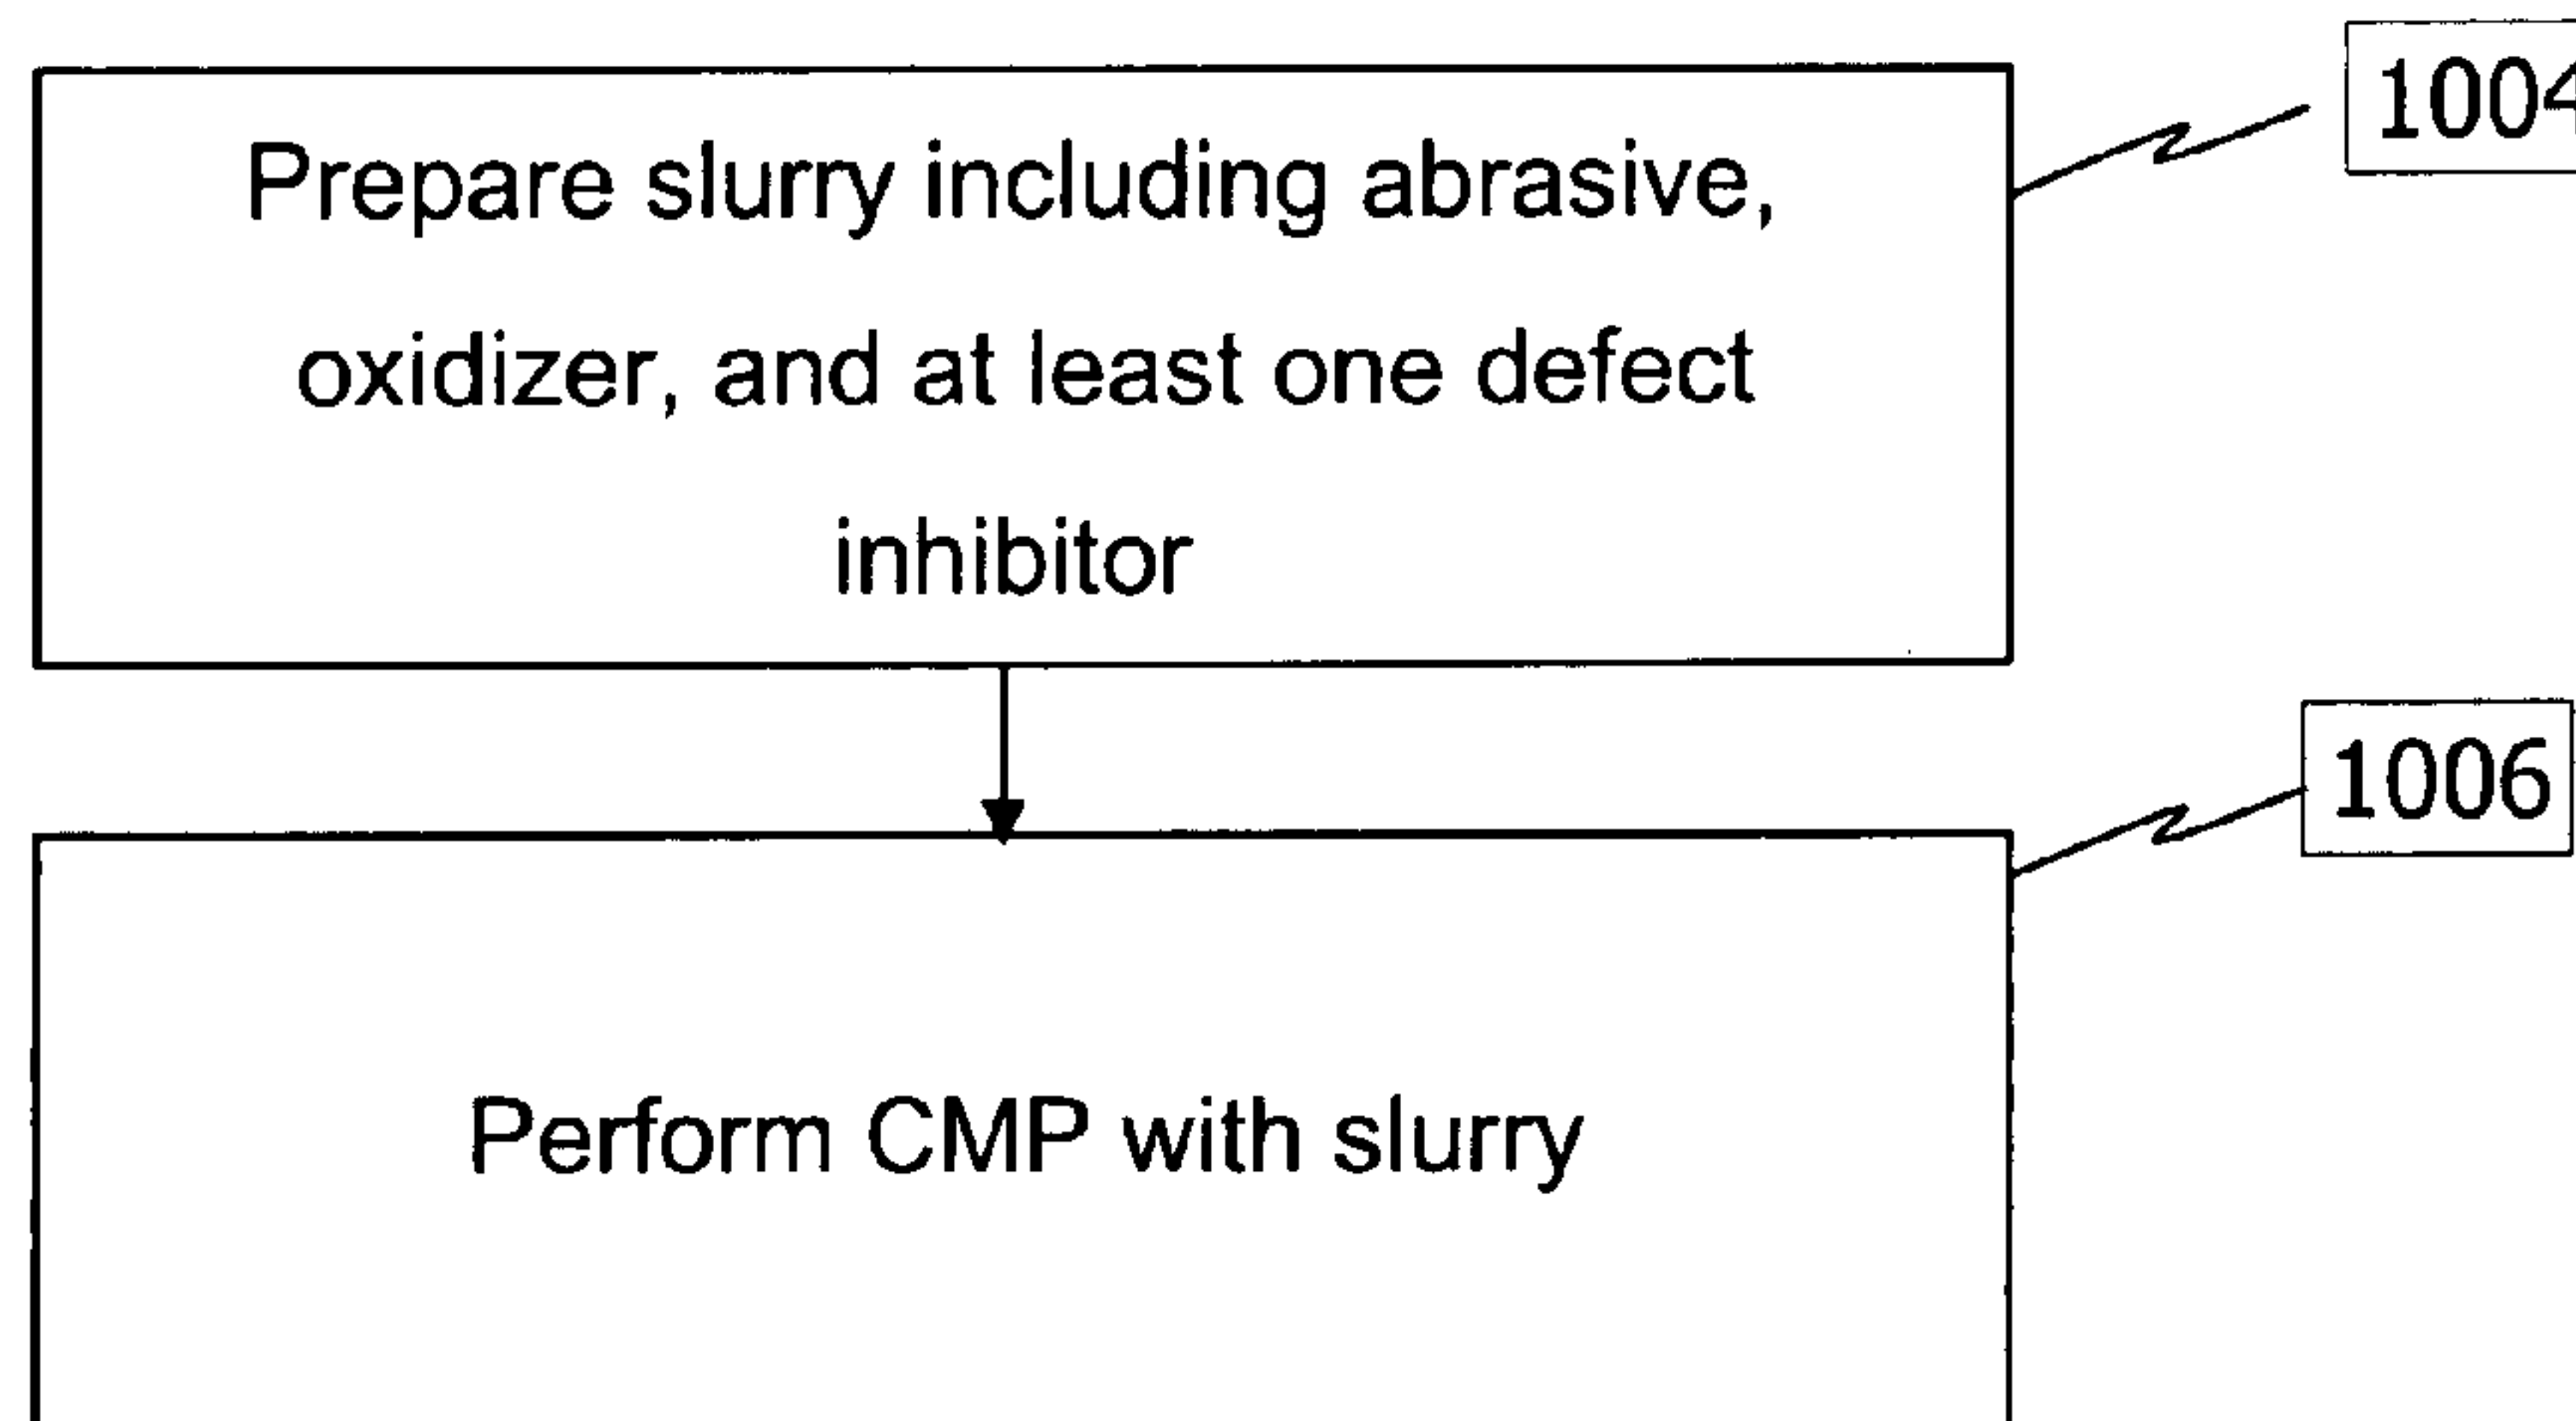 1004
Prepare slurry including abrasive,
oxidizer, and at least one defect
inhibitor
1006
Perform CMP with slurry